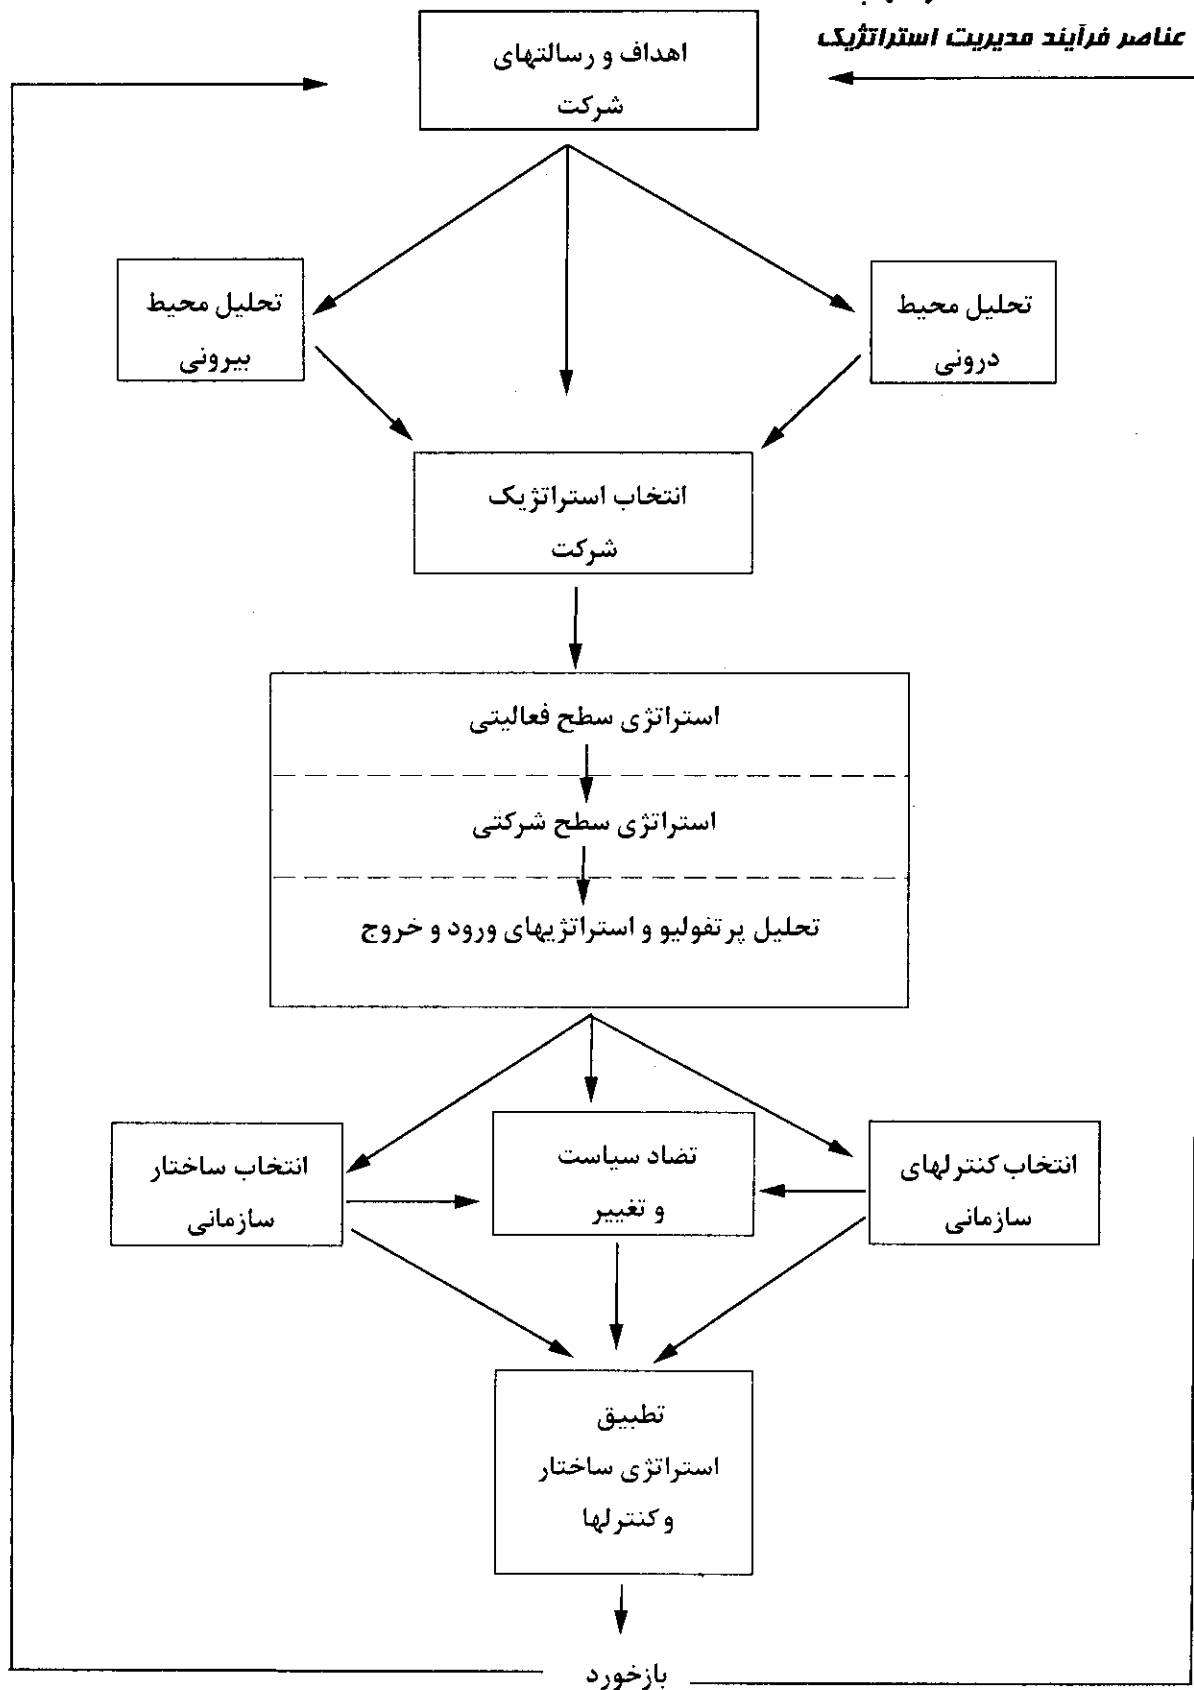 عناصر فرآیند مدیریت استراتژیک
اهداف و رسالتهای
شرکت
تحلیل محیط
درونی
تحلیل محیط
بیرونی
انتخاب استراتژیک
شرکت
استراتژی سطح فعالیتی
استراتژی سطح شرکتی
تحلیل پرتفولیو و استراتژیهای ورود و خروج
انتخاب کنترلهای
سازمانی
تضاد سیاست
و تغییر
انتخاب ساختار
سازمانی
تطبیق
استراتژی ساختار
و کنترلها
بازخورد